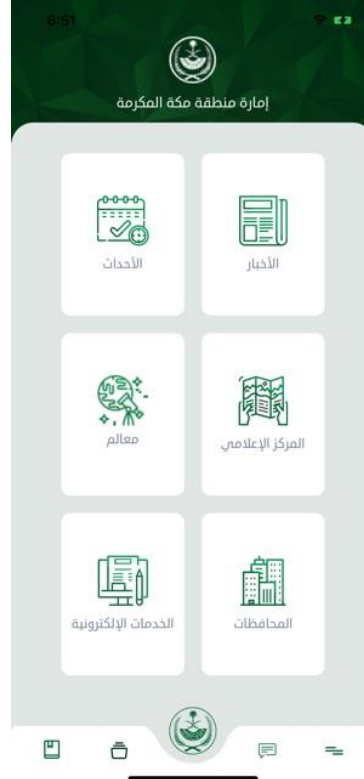 6:51
إمارة منطقة مكة المكرمة
الأخبار
الأحداث
المركز الإعلامي
معالم
المحافظات
الخدمات الإلكترونية